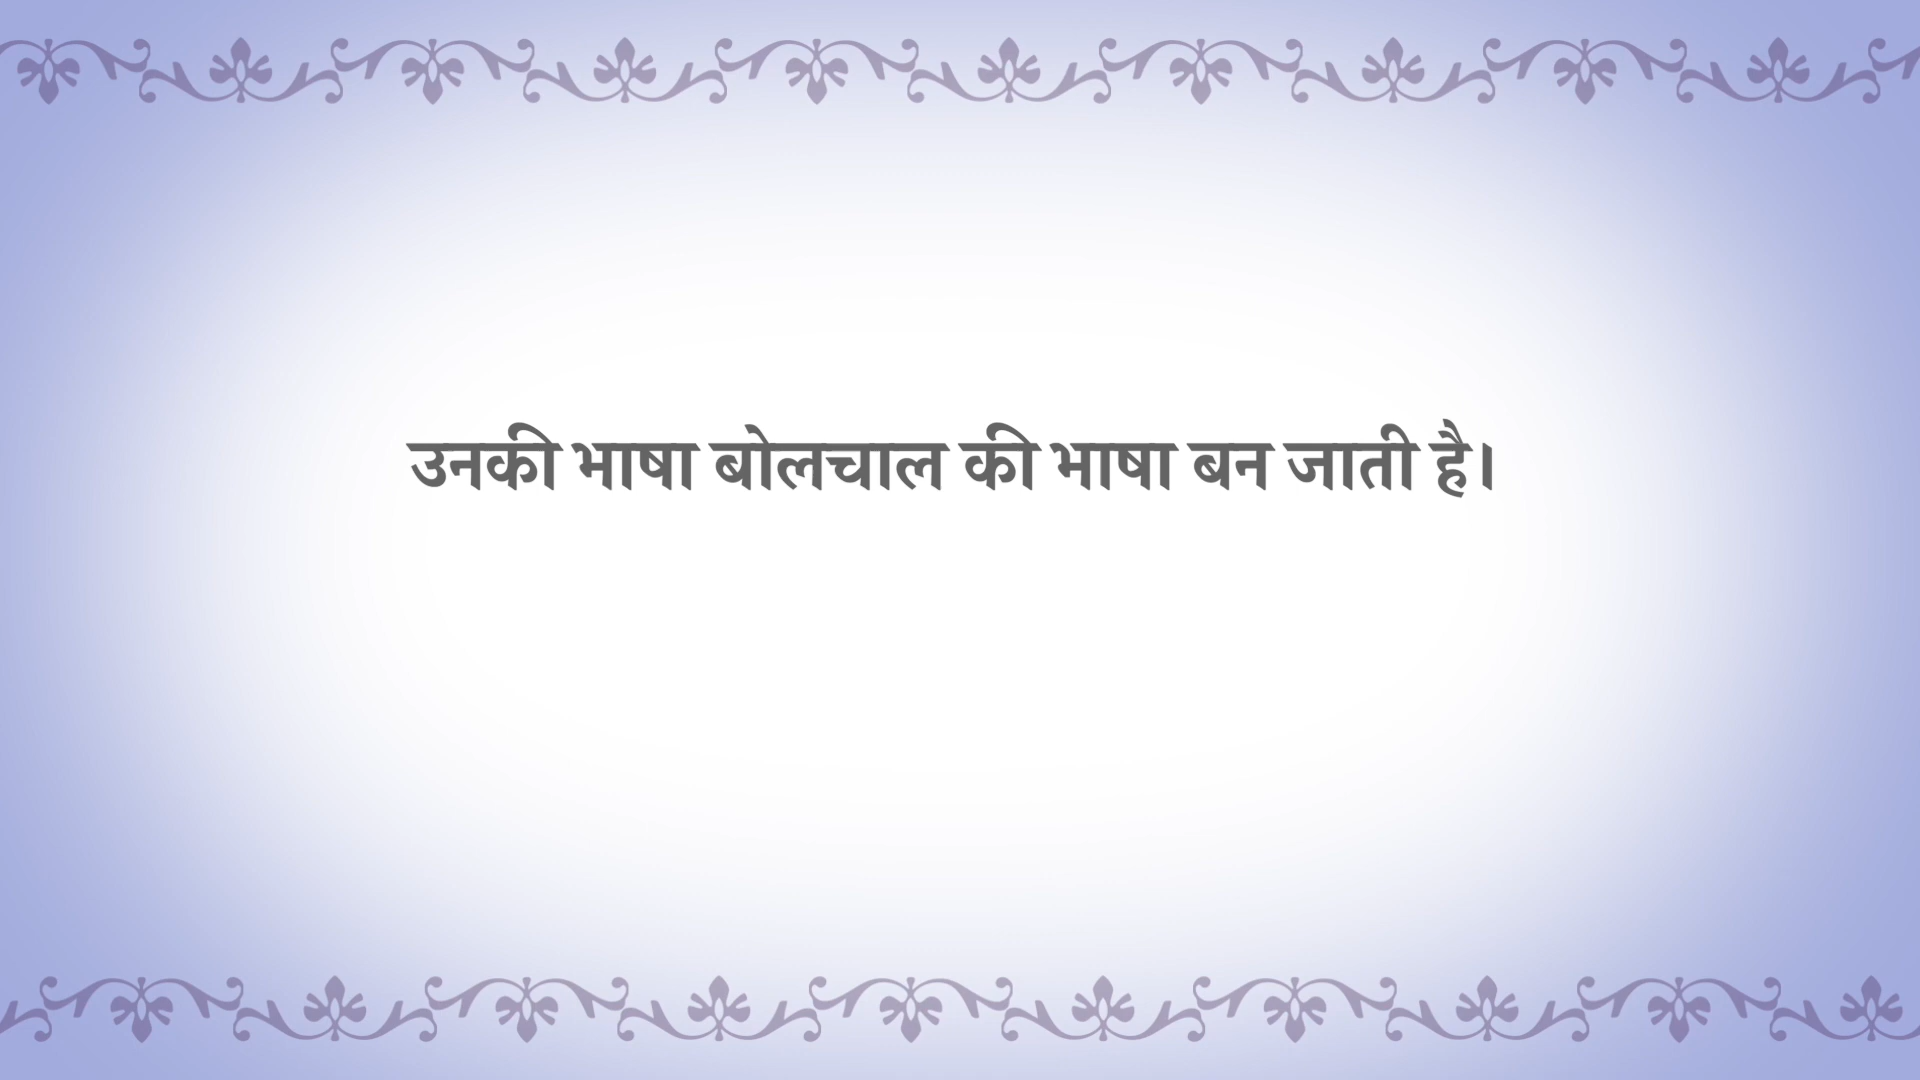 उनकी भाषा बोलचाल की भाषा बन जाती है।